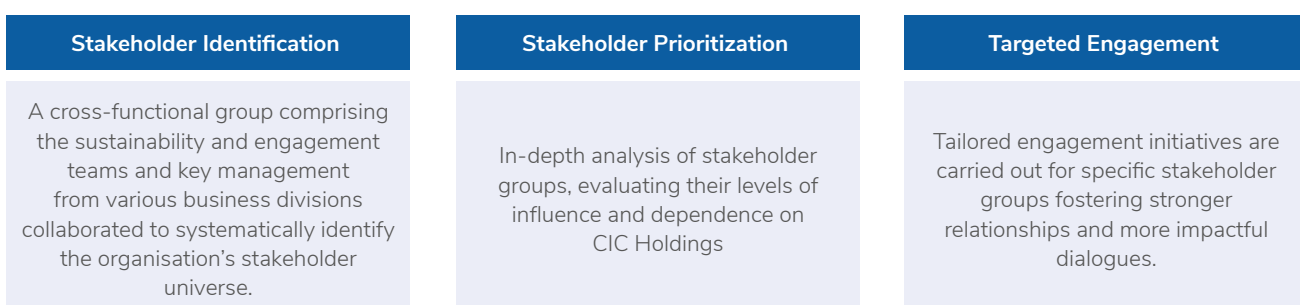 Stakeholder Identification
A cross-functional group comprising
the sustainability and engagement
teams and key management
from various business divisions
collaborated to systematically identify
the organisation's stakeholder
universe.
Stakeholder Prioritization
In-depth analysis of stakeholder
groups, evaluating their levels of
influence and dependence on
CIC Holdings
Targeted Engagement
Tailored engagement initiatives are
carried out for specific stakeholder
groups fostering stronger
relationships and more impactful
dialogues.